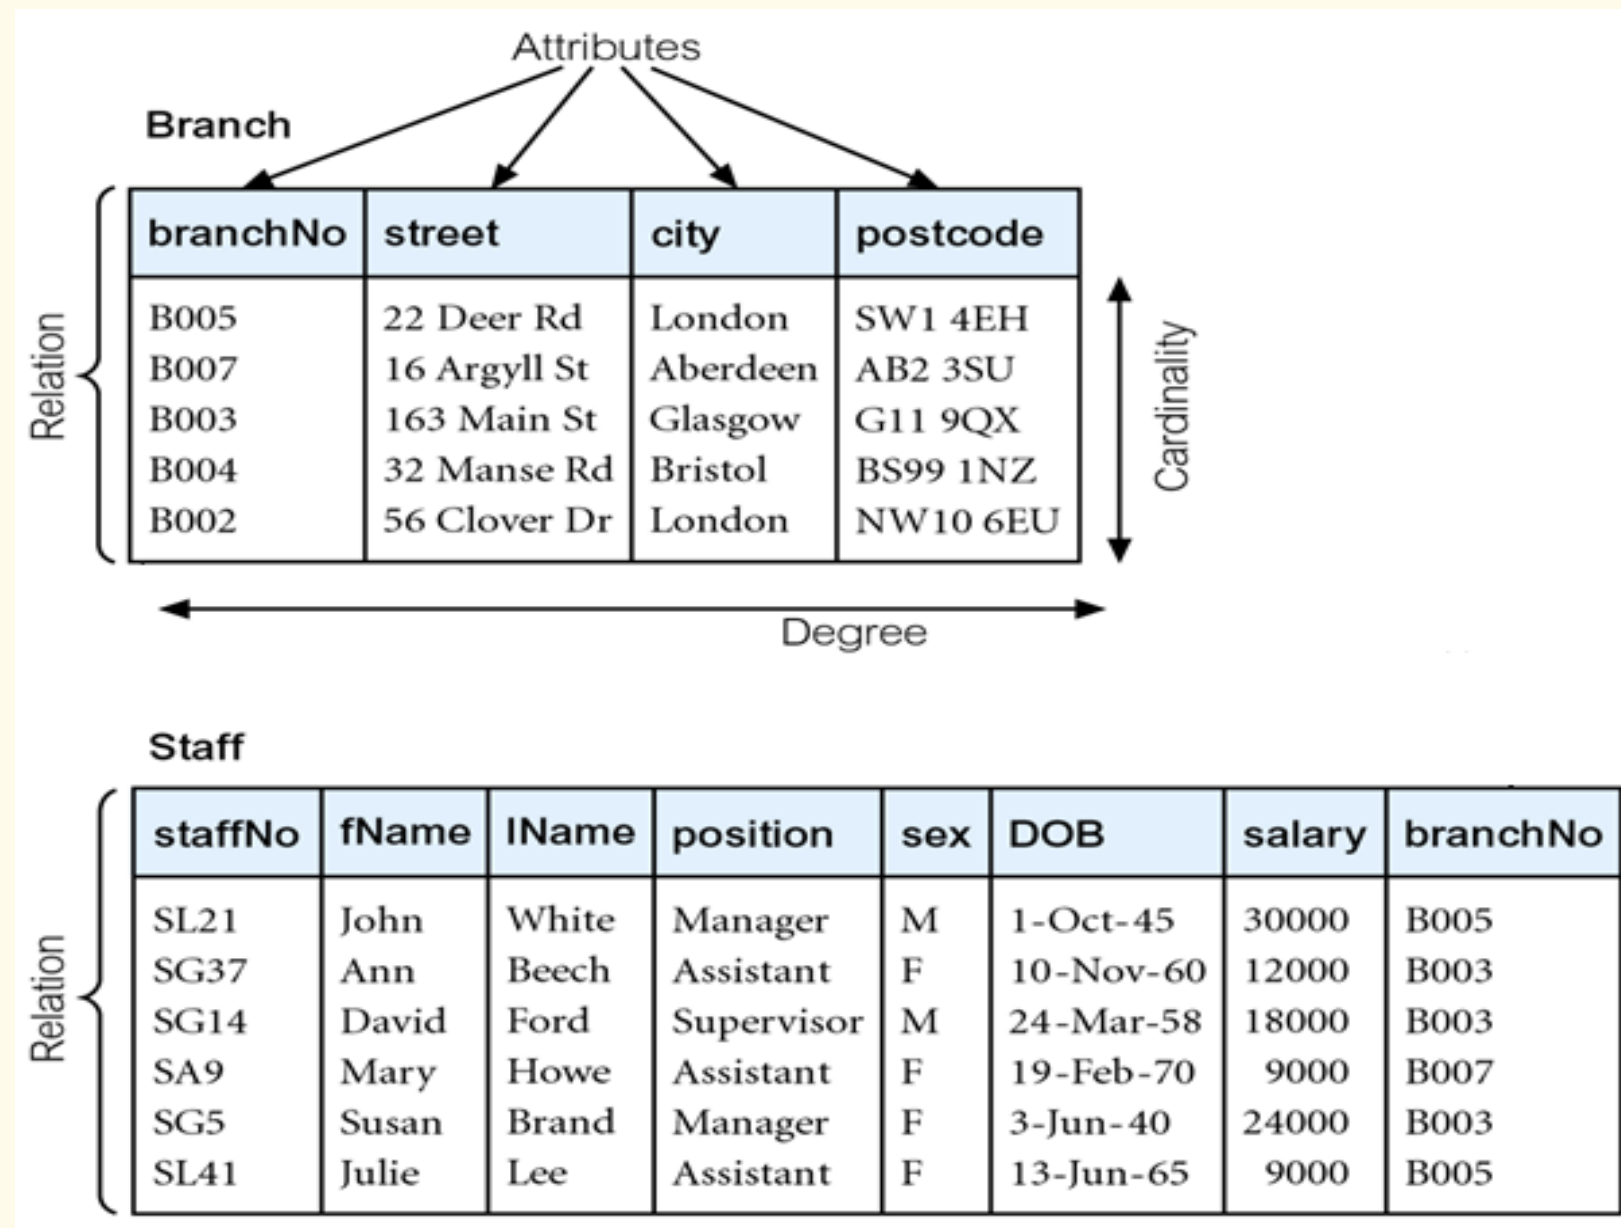 Attributes
Branch
branchNo street city postcode
B005 22 Deer Rd London SW1 4EH
B007 16 Argyll St Aberdeen AB2 3SU
B003 163 Main St Glasgow G11 9QX
B004 32 Manse Rd Bristol BS99 1NZ
B002 56 Clover Dr London NW10 6EU
Relation
Cardinality
Degree
Staff
staffNo fName lName position sex DOB salary branchNo
SL21 John White Manager M 1-Oct-45 30000 B005
SG37 Ann Beech Assistant F 10-Nov-60 12000 B003
SG14 David Ford Supervisor M 24-Mar-58 18000 B003
SA9 Mary Howe Assistant F 19-Feb-70 9000 B007
SG5 Susan Brand Manager F 3-Jun-40 24000 B003
SL41 Julie Lee Assistant F 13-Jun-65 9000 B005
Relation